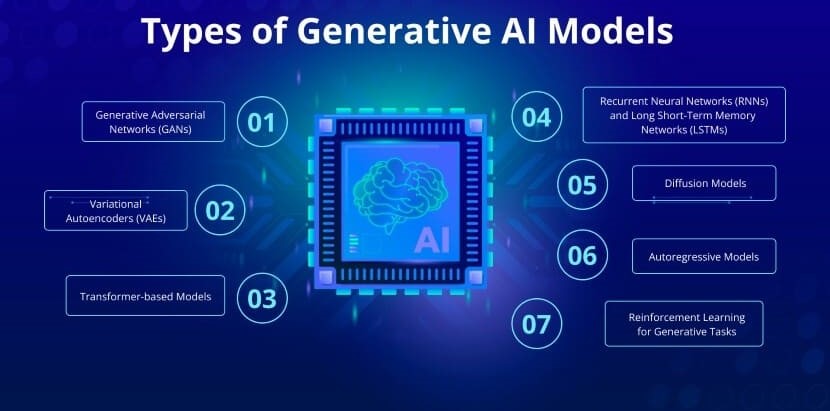 Types of Generative AI Models
Generative Adversarial
Networks (GANs)
01
Variational
Autoencoders (VAEs)
02
Transformer-based Models
03
AI
04
Recurrent Neural Networks (RNNs)
and Long Short-Term Memory
Networks (LSTMs)
05
Diffusion Models
06
Autoregressive Models
07
Reinforcement Learning
for Generative Tasks